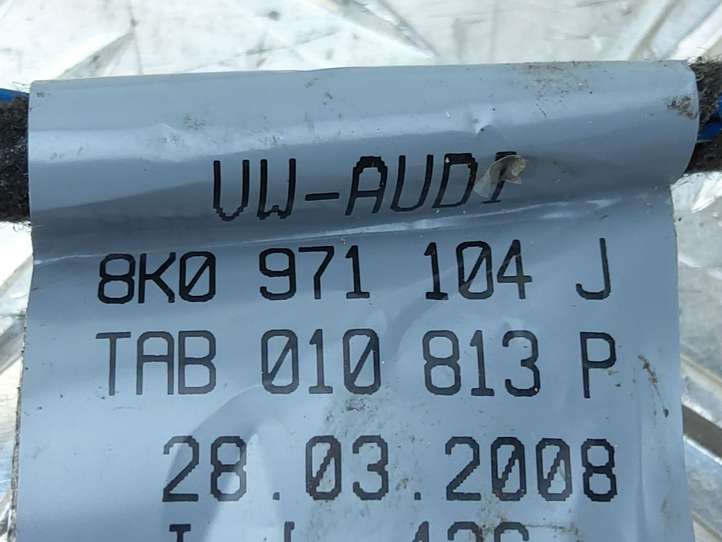 VW-AUDI
8K0 971 104 J
TAB 010 813 P
28.03.2008